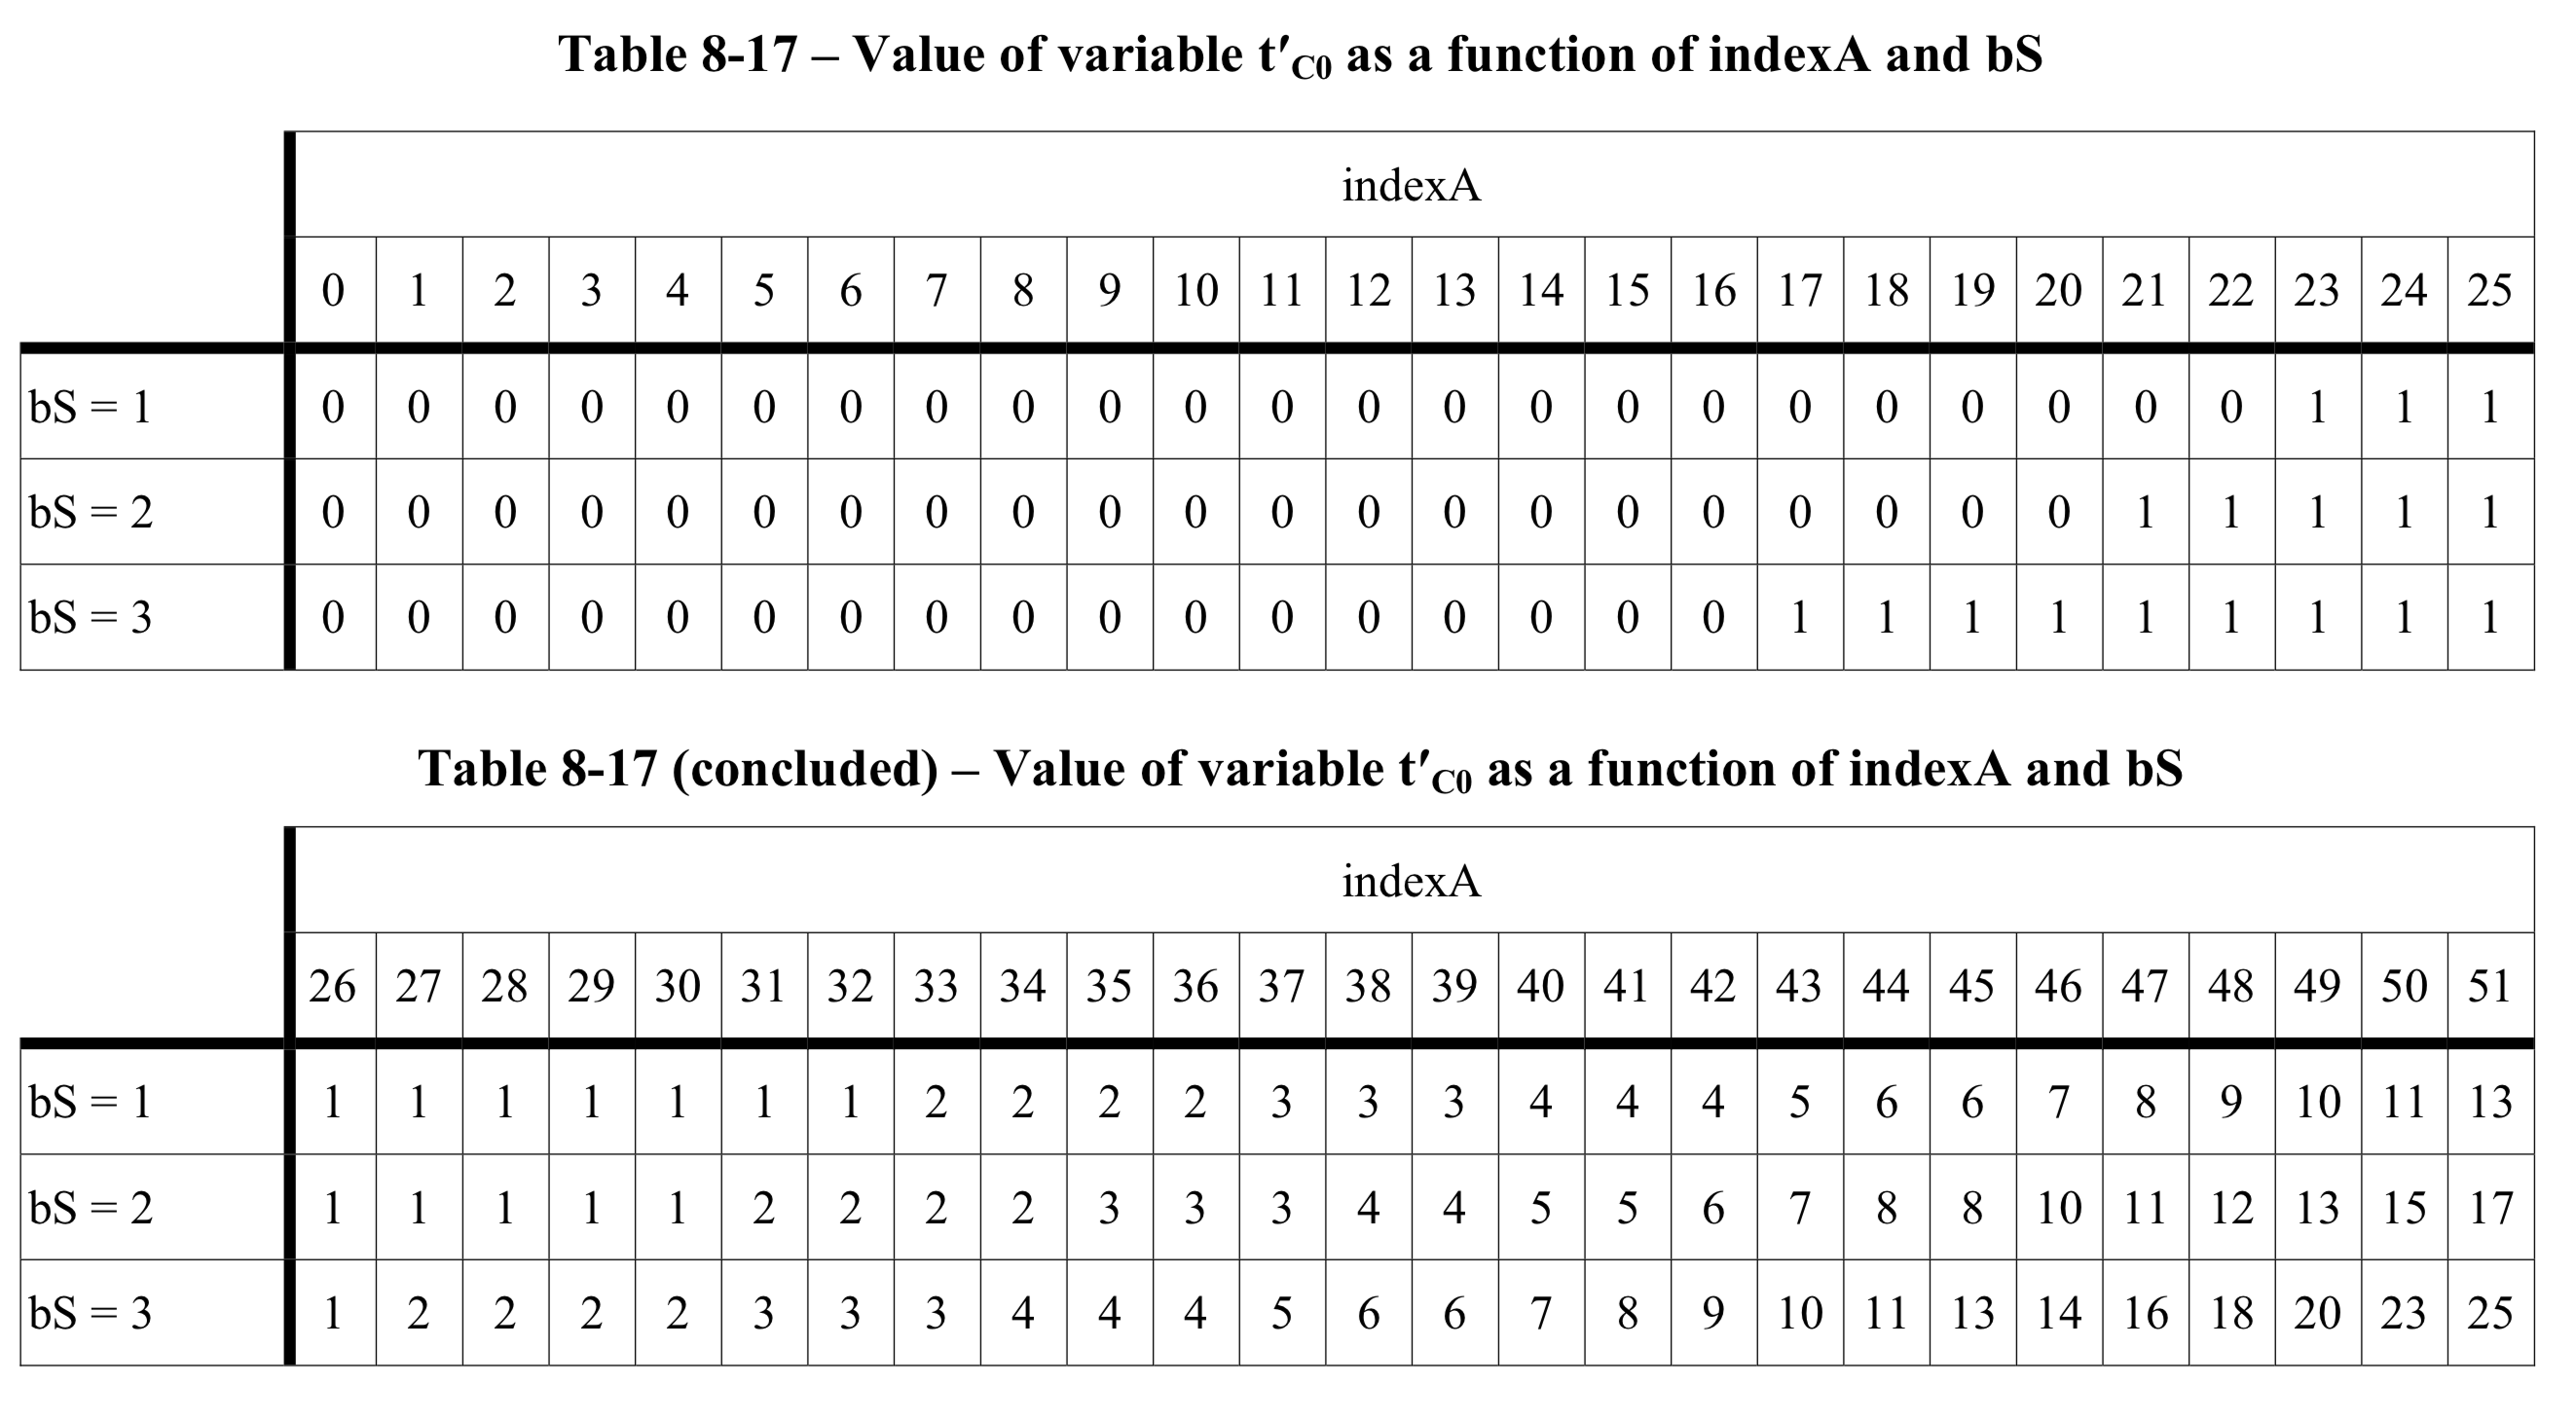 Table 8-17 – Value of variable t′C0 as a function of indexA and bS
indexA
0 1 2 3 4 5 6 7 8 9 10 11 12 13 14 15 16 17 18 19 20 21 22 23 24 25
bS = 1 0 0 0 0 0 0 0 0 0 0 0 0 0 0 0 0 0 0 0 0 0 0 0 1 1 1
bS = 2 0 0 0 0 0 0 0 0 0 0 0 0 0 0 0 0 0 0 0 0 0 1 1 1 1 1
bS = 3 0 0 0 0 0 0 0 0 0 0 0 0 0 0 0 0 0 1 1 1 1 1 1 1 1 1
Table 8-17 (concluded) – Value of variable t′C0 as a function of indexA and bS
indexA
26 27 28 29 30 31 32 33 34 35 36 37 38 39 40 41 42 43 44 45 46 47 48 49 50 51
bS = 1 1 1 1 1 1 1 1 2 2 2 2 3 3 3 4 4 4 5 6 6 7 8 9 10 11 13
bS = 2 1 1 1 1 1 2 2 2 2 3 3 3 4 4 5 5 6 7 8 8 10 11 12 13 15 17
bS = 3 1 2 2 2 2 3 3 3 4 4 4 5 6 6 7 8 9 10 11 13 14 16 18 20 23 25